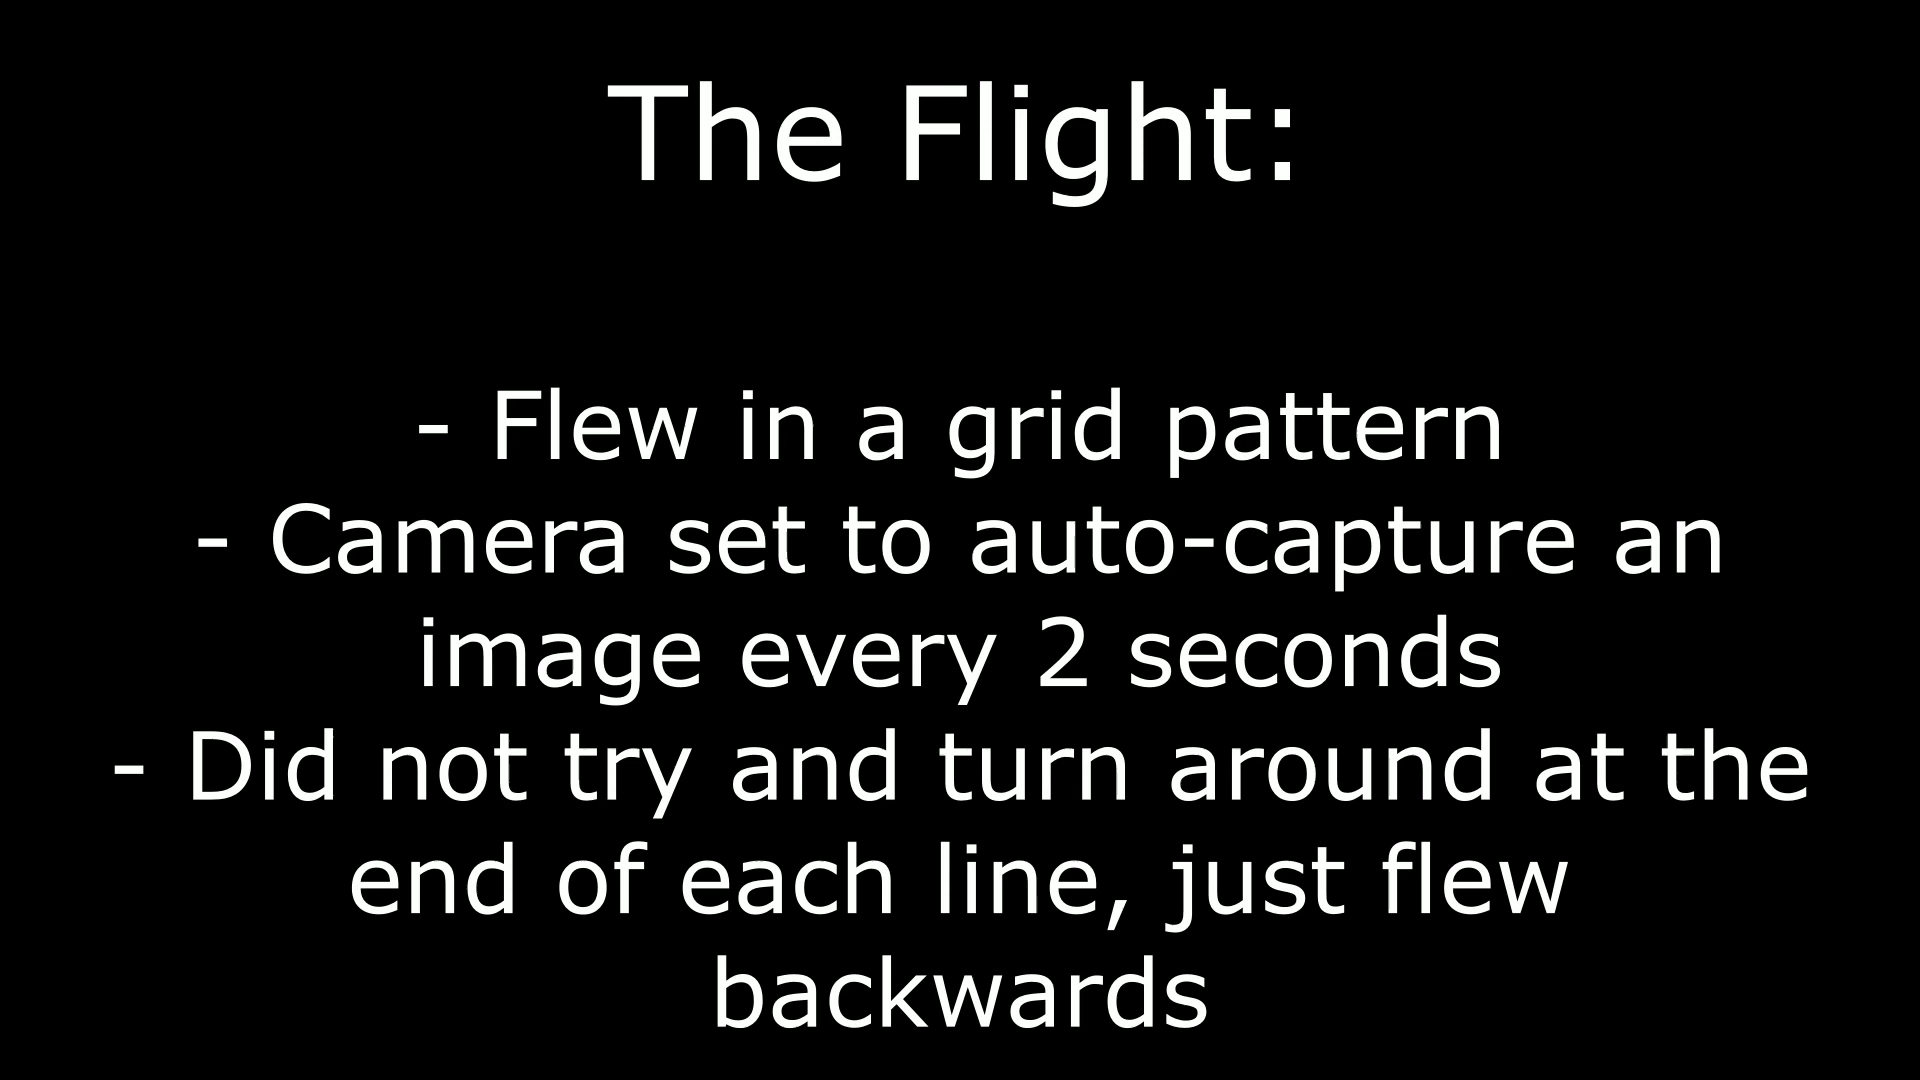 The Flight:
- Flew in a grid pattern
- Camera set to auto-capture an
image every 2 seconds
- Did not try and turn around at the
end of each line, just flew
backwards